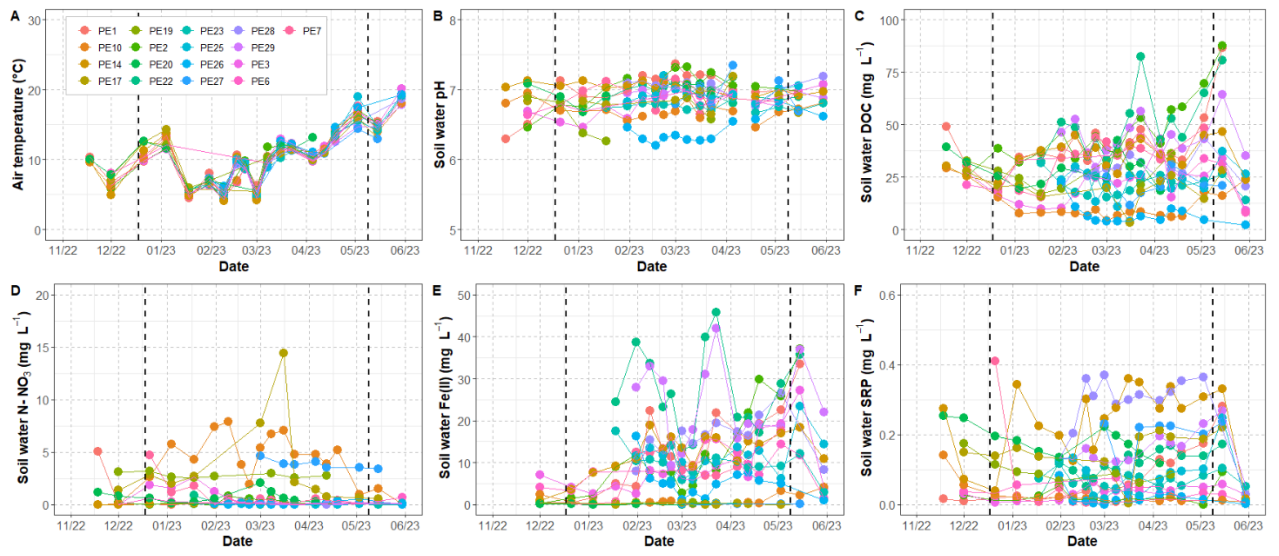 A
Air temperature (°C)
30
20
10
0
PE1 PE19 PE23 PE28 PE7
PE10 PE2 PE25 PE29
PE14 PE20 PE26 PE3
PE17 PE22 PE27 PE6
11/22 12/22 01/23 02/23 03/23 04/23 05/23 06/23
Date
B
Soil water pH
8
7
6
5
11/22 12/22 01/23 02/23 03/23 04/23 05/23 06/23
Date
C
Soil water DOC (mg L⁻¹)
100
75
50
25
0
11/22 12/22 01/23 02/23 03/23 04/23 05/23 06/23
Date
D
Soil water N- NO₃ (mg L⁻¹)
20
15
10
5
0
11/22 12/22 01/23 02/23 03/23 04/23 05/23 06/23
Date
E
Soil water Fe(II) (mg L⁻¹)
50
40
30
20
10
0
11/22 12/22 01/23 02/23 03/23 04/23 05/23 06/23
Date
F
Soil water SRP (mg L⁻¹)
0.6
0.4
0.2
0.0
11/22 12/22 01/23 02/23 03/23 04/23 05/23 06/23
Date